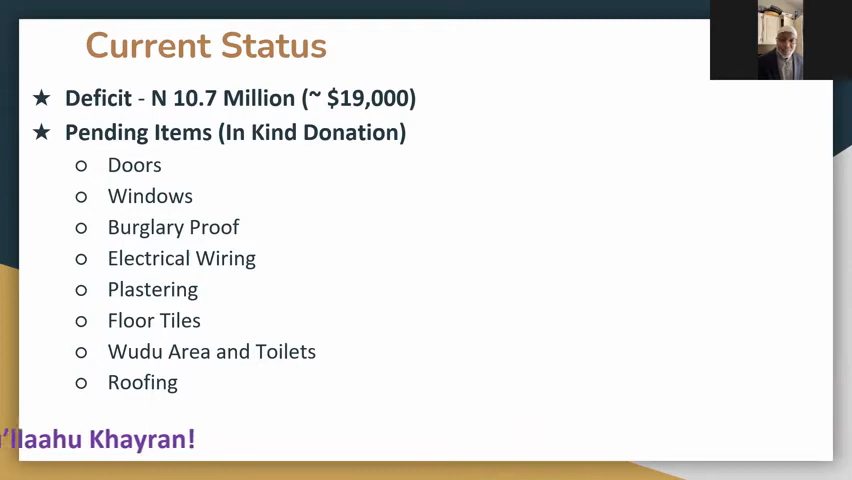 Current Status
★ Deficit - N 10.7 Million (~ $19,000)
★ Pending Items (In Kind Donation)
○ Doors
○ Windows
○ Burglary Proof
○ Electrical Wiring
○ Plastering
○ Floor Tiles
○ Wudu Area and Toilets
○ Roofing
Khayran!